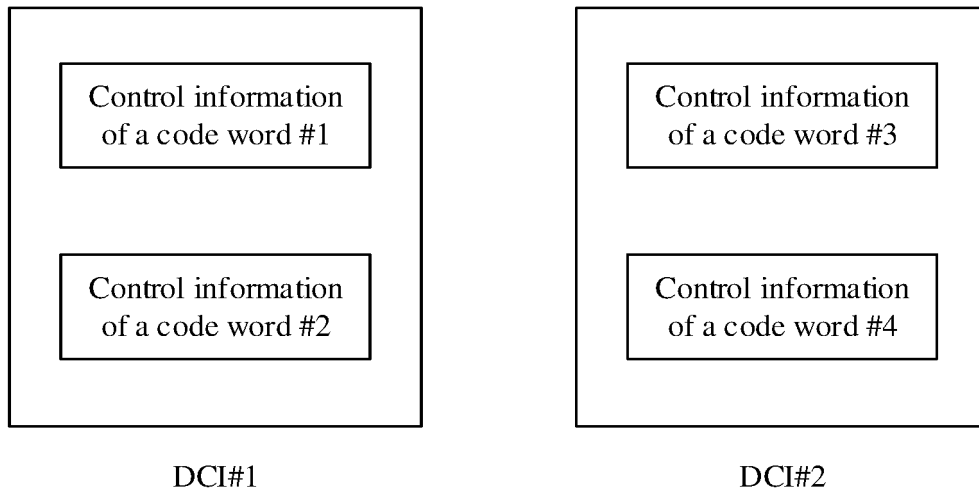 Control information
of a code word #1
Control information
of a code word #2
DCI#1
Control information
of a code word #3
Control information
of a code word #4
DCI#2